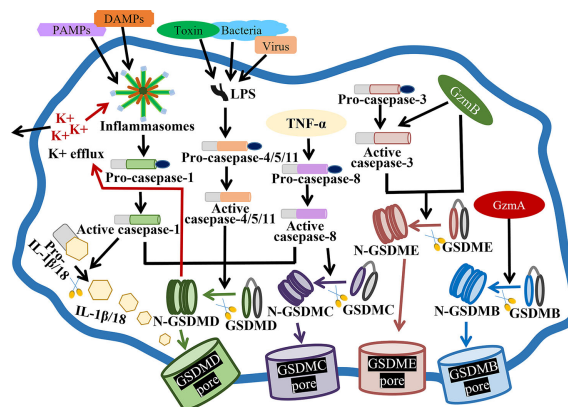 DAMPs
PAMPs
Toxin
Bacteria
Virus
LPS
K+
K+
K+
K+ efflux
Inflammasomes
TNF-α
Pro-casepase-3
GzmB
Active
casepase-3
Pro-casepase-1
Pro-casepase-4/5/11
Pro-casepase-8
Active casepase-1
Active
casepase-4/5/11
Active
casepase-8
Pro-
IL-1β/18
IL-1β/18
N-GSDMD
GSDMD
N-GSDMC
GSDMC
N-GSDME
GSDME
GzmA
N-GSDMB
GSDMB
GSDMD
pore
GSDMC
pore
GSDME
pore
GSDMB
pore